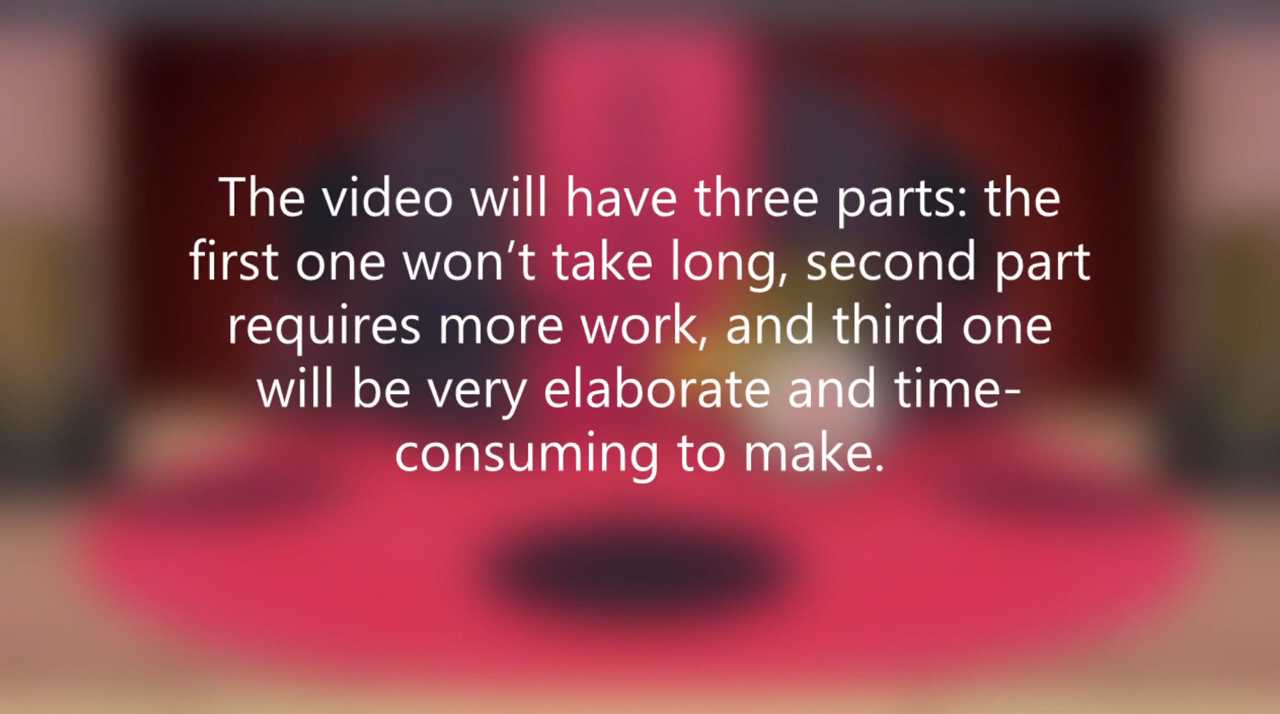 The video will have three parts: the
first one won’t take long, second part
requires more work, and third one
will be very elaborate and time-
consuming to make.